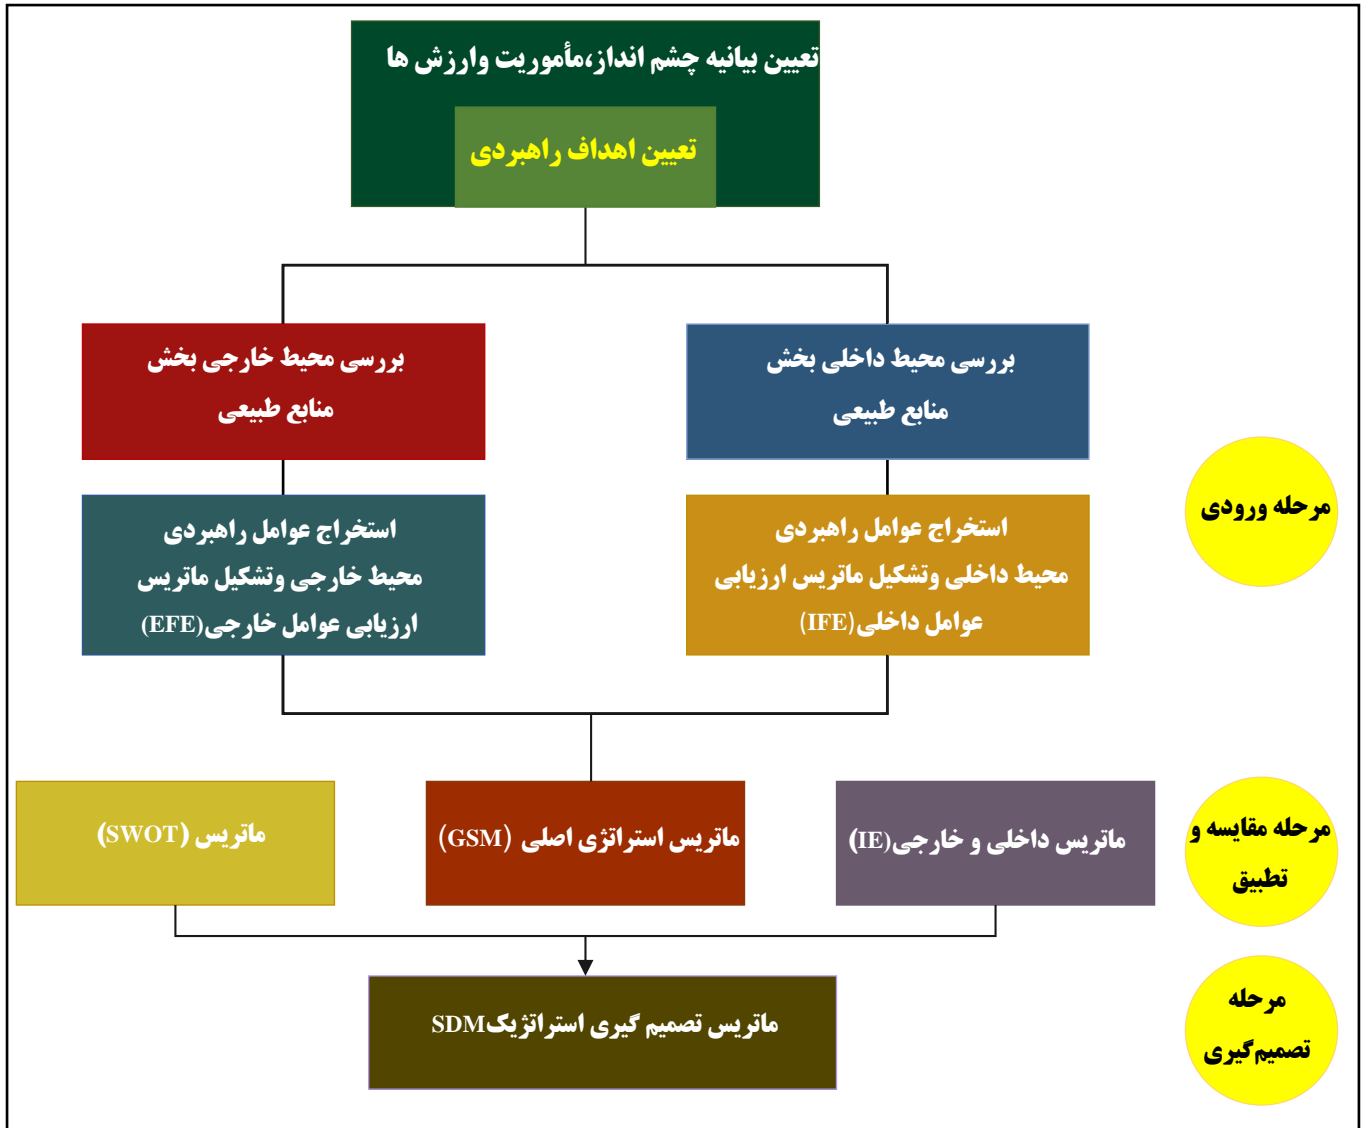 تعیین بیانیه چشم انداز،مأموریت وارزش ها
تعیین اهداف راهبردی
بررسی محیط داخلی بخش
منابع طبیعی
بررسی محیط خارجی بخش
منابع طبیعی
مرحله ورودی
استخراج عوامل راهبردی
محیط داخلی وتشکیل ماتریس ارزیابی
عوامل داخلی(IFE)
استخراج عوامل راهبردی
محیط خارجی وتشکیل ماتریس
ارزیابی عوامل خارجی(EFE)
مرحله مقایسه و
تطبیق
ماتریس داخلی و خارجی(IE)
ماتریس استراتژی اصلی (GSM)
ماتریس (SWOT)
مرحله
تصمیم‌گیری
ماتریس تصمیم گیری استراتژیکSDM